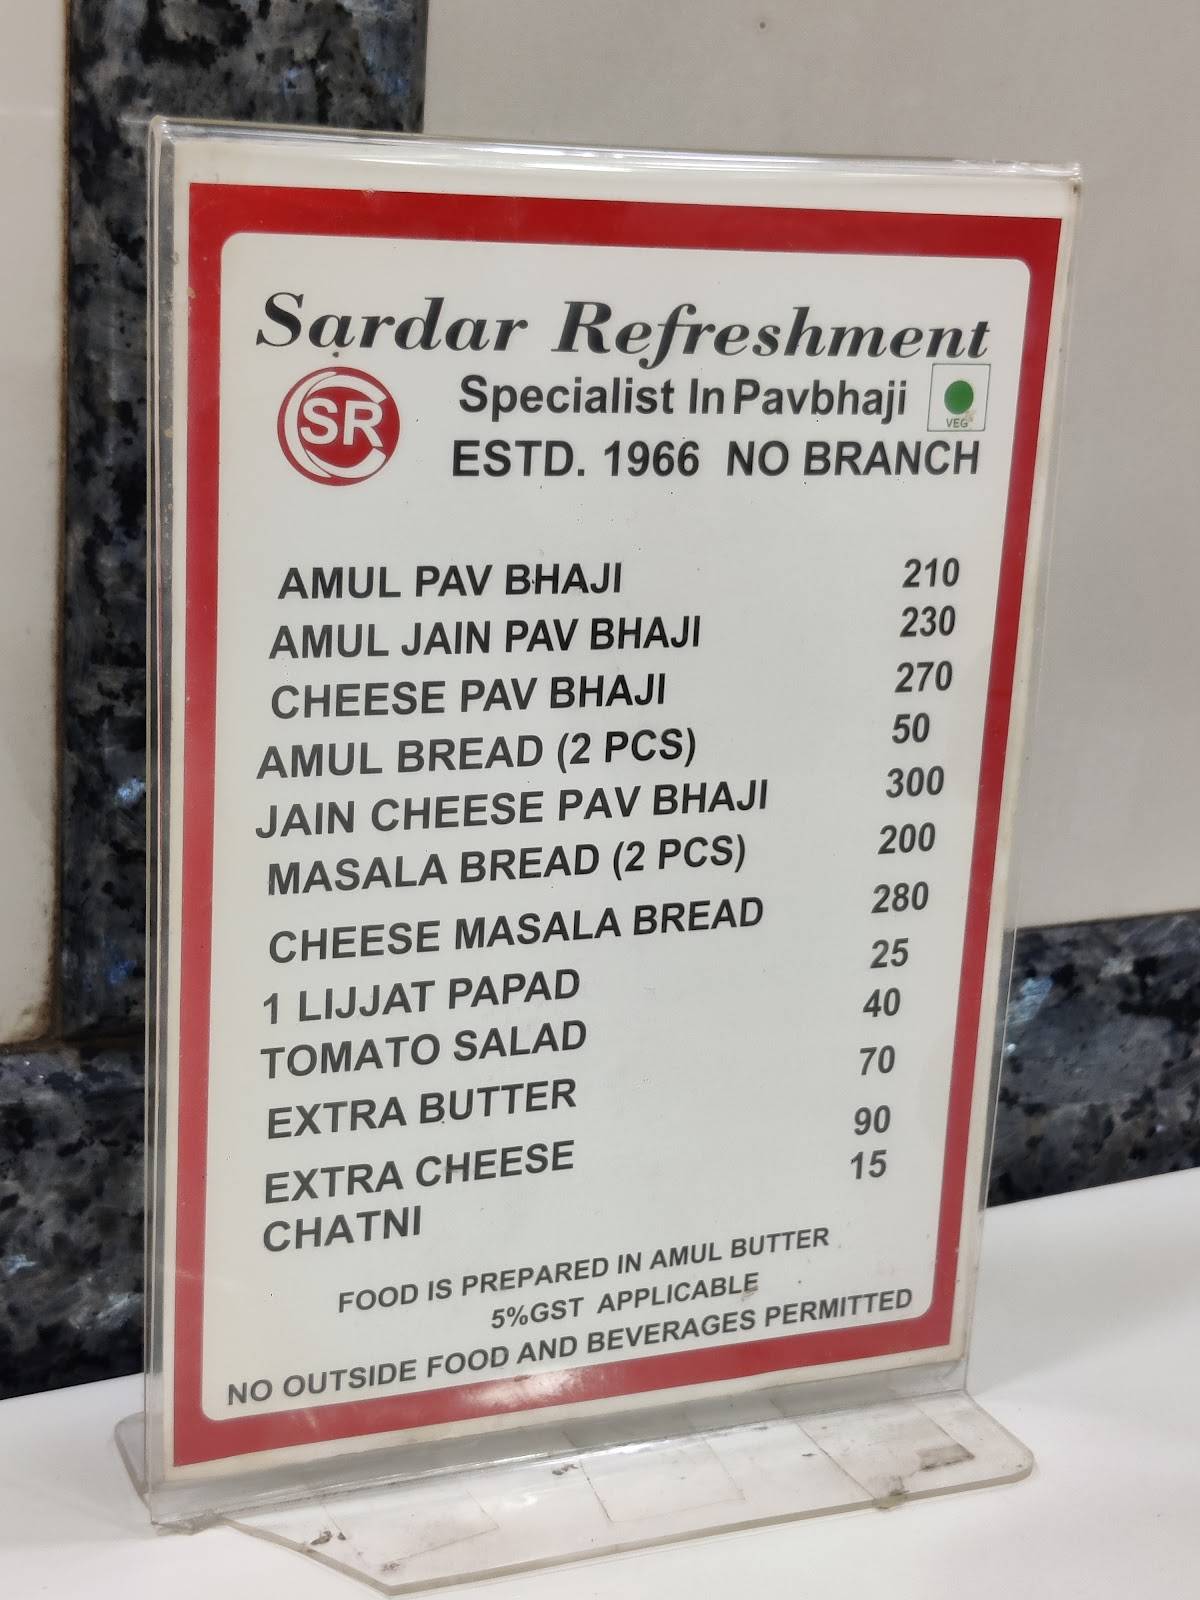 Sardar Refreshment
SR
Specialist In Pavbhaji
VEG
ESTD. 1966 NO BRANCH
AMUL PAV BHAJI 210
AMUL JAIN PAV BHAJI 230
CHEESE PAV BHAJI 270
AMUL BREAD (2 PCS) 50
JAIN CHEESE PAV BHAJI 300
MASALA BREAD (2 PCS) 200
CHEESE MASALA BREAD 280
1 LIJJAT PAPAD 25
TOMATO SALAD 40
EXTRA BUTTER 70
EXTRA CHEESE 90
CHATNI 15
FOOD IS PREPARED IN AMUL BUTTER
5%GST APPLICABLE
NO OUTSIDE FOOD AND BEVERAGES PERMITTED